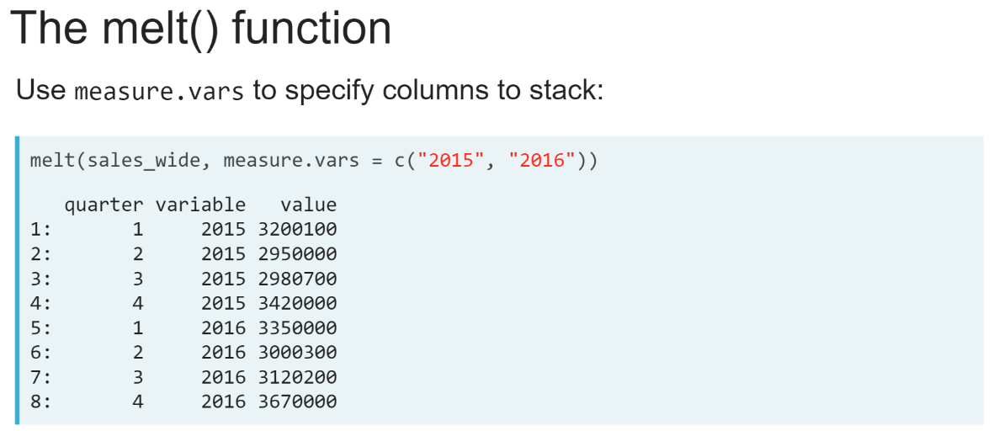 The melt() function
Use measure.vars to specify columns to stack:
melt(sales_wide, measure.vars = c("2015", "2016"))
quarter variable value
1: 1 2015 3200100
2: 2 2015 2950000
3: 3 2015 2980700
4: 4 2015 3420000
5: 1 2016 3350000
6: 2 2016 3000300
7: 3 2016 3120200
8: 4 2016 3670000